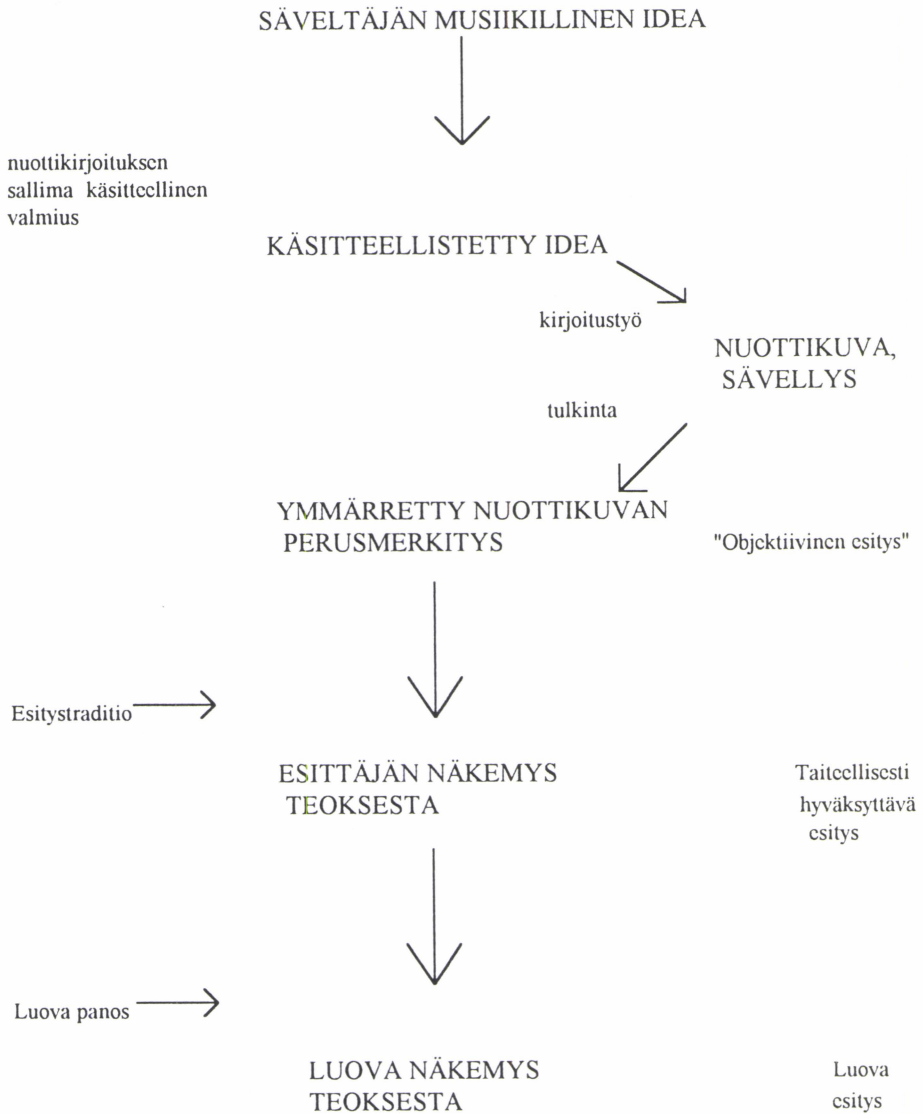 SÄVELTÄJÄN MUSIIKILLINEN IDEA
nuottikirjoituksen
sallima käsitteellinen
valmius
KÄSITTEELLISTETTY IDEA
kirjoitustyö
NUOTTIKUVA,
SÄVELLYS
tulkinta
YMMÄRRETTY NUOTTIKUVAN
PERUSMERKITYS
"Objektiivinen esitys"
Esitystraditio
ESITTÄJÄN NÄKEMYS
TEOKSESTA
Taiteellisesti
hyväksyttävä
esitys
Luova panos
LUOVA NÄKEMYS
TEOKSESTA
Luova
esitys